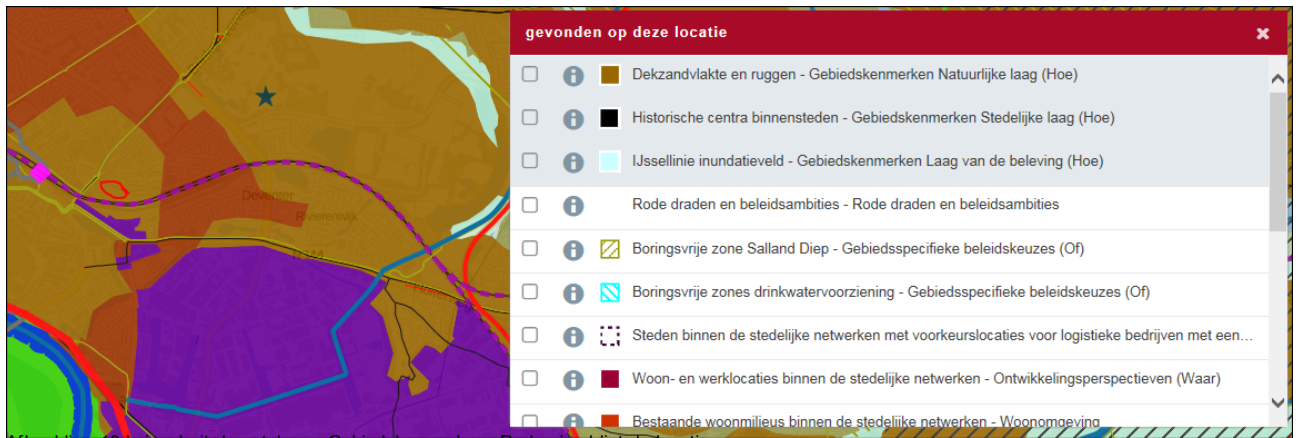 gevonden op deze locatie
Dekzandvlakte en ruggen - Gebiedskenmerken Natuurlijke laag (Hoe)
Historische centra binnensteden - Gebiedskenmerken Stedelijke laag (Hoe)
IJssellinie inundatieveld - Gebiedskenmerken Laag van de beleving (Hoe)
Rode draden en beleidsambities - Rode draden en beleidsambities
Boringsvrije zone Salland Diep - Gebiedsspecifieke beleidskeuzes (Of)
Boringsvrije zones drinkwatervoorziening - Gebiedsspecifieke beleidskeuzes (Of)
Steden binnen de stedelijke netwerken met voorkeurslocaties voor logistieke bedrijven met een...
Woon- en werklocaties binnen de stedelijke netwerken - Ontwikkelingsperspectieven (Waar)
Bestaande woonmilieus binnen de stedelijke netwerken - Woonomgeving
Deventer
Rivierenwijk